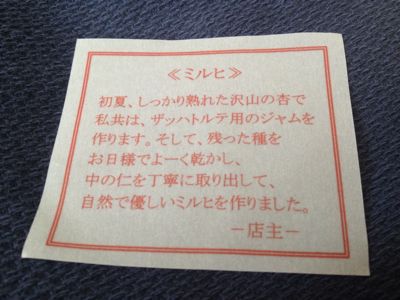 ≪ミルヒ≫
初夏、しっかり熟れた沢山の杏で
私共は、ザッハトルテ用のジャムを
作ります。そして、残った種を
お日様でよーく乾かし、
中の仁を丁寧に取り出して、
自然で優しいミルヒを作りました。
－店主－